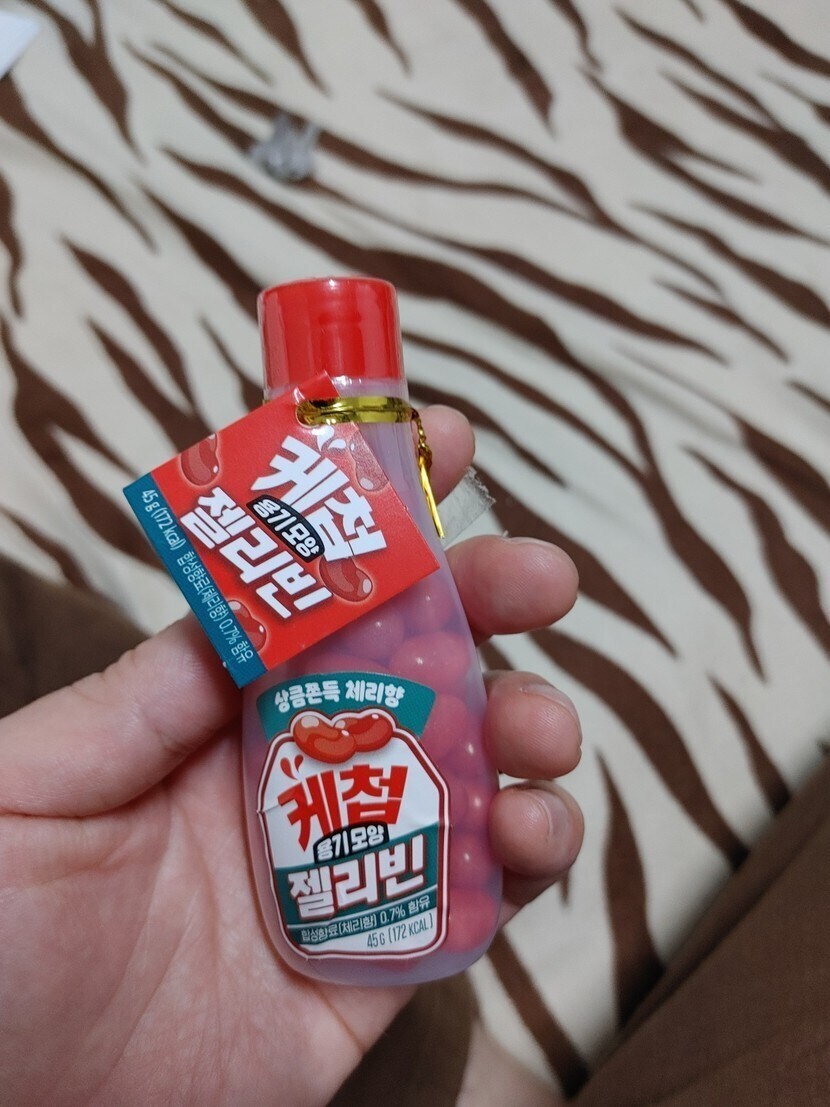 케첩
용기모양
젤리빈
45 g (172 kcal) 합성향료(체리향) 0.7% 함유
상큼쫀득 체리향
케첩
용기모양
젤리빈
합성향료(체리향) 0.7% 함유
45G (172 KCAL)